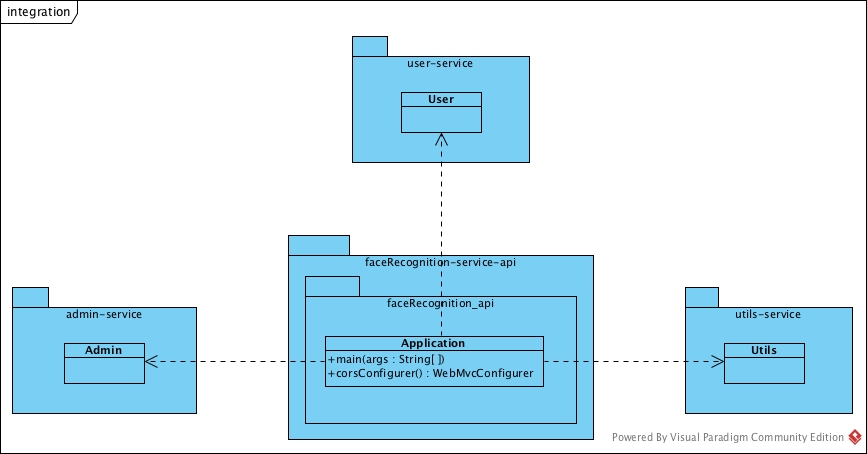 integration
user-service
User
faceRecognition-service-api
faceRecognition_api
Application
+main(args : String[ ])
+corsConfigurer() : WebMvcConfigurer
admin-service
Admin
utils-service
Utils
Powered By Visual Paradigm Community Edition